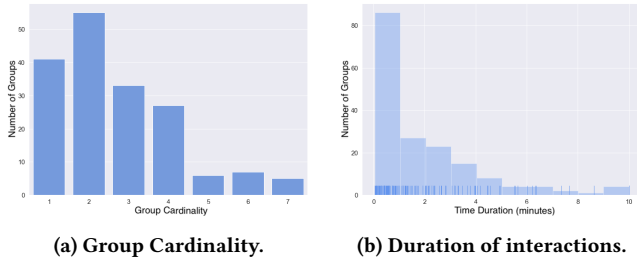 50
40
30
20
10
0
Number of Groups
1 2 3 4 5 6 7
Group Cardinality
80
60
40
20
0
Number of Groups
0 2 4 6 8 10
Time Duration (minutes)
(a) Group Cardinality.
(b) Duration of interactions.